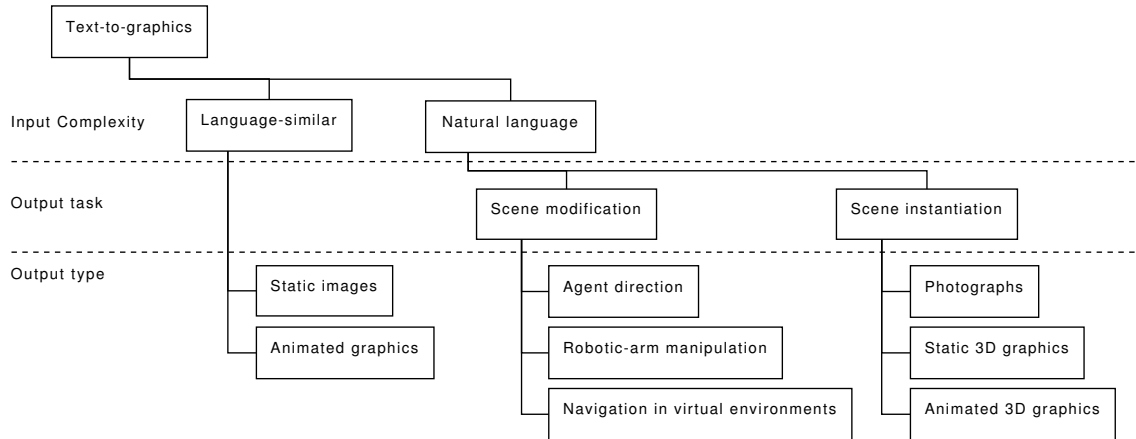 Text-to-graphics
Input Complexity
Language-similar
Natural language
Output task
Scene modification
Scene instantiation
Output type
Static images
Agent direction
Photographs
Animated graphics
Robotic-arm manipulation
Static 3D graphics
Navigation in virtual environments
Animated 3D graphics